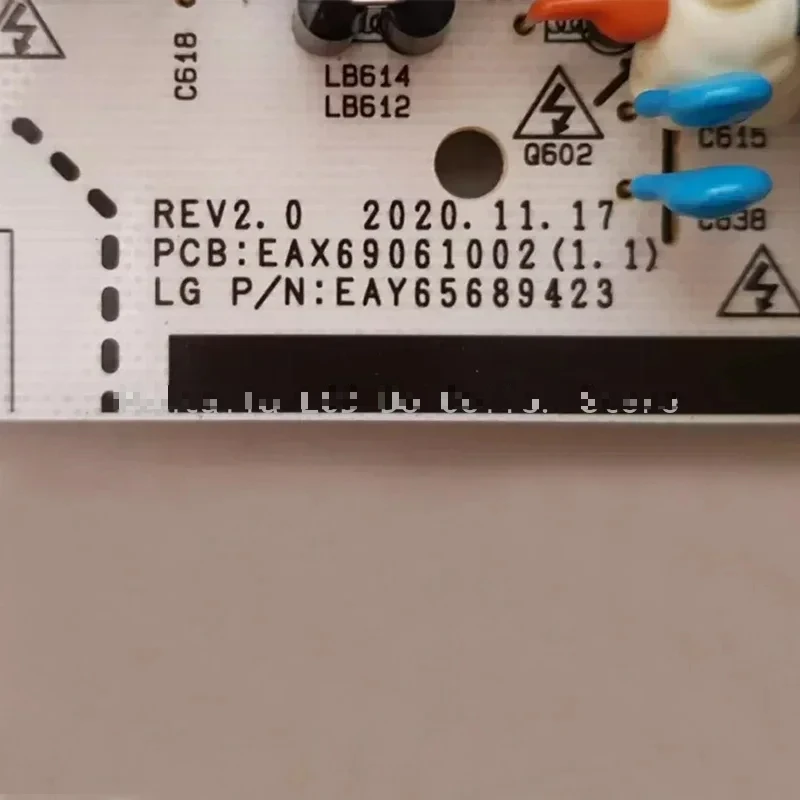 C618
LB614
LB612
Q602
C615
C638
REV2.0 2020.11.17
PCB:EAX69061002(1.1)
LG P/N:EAY65689423